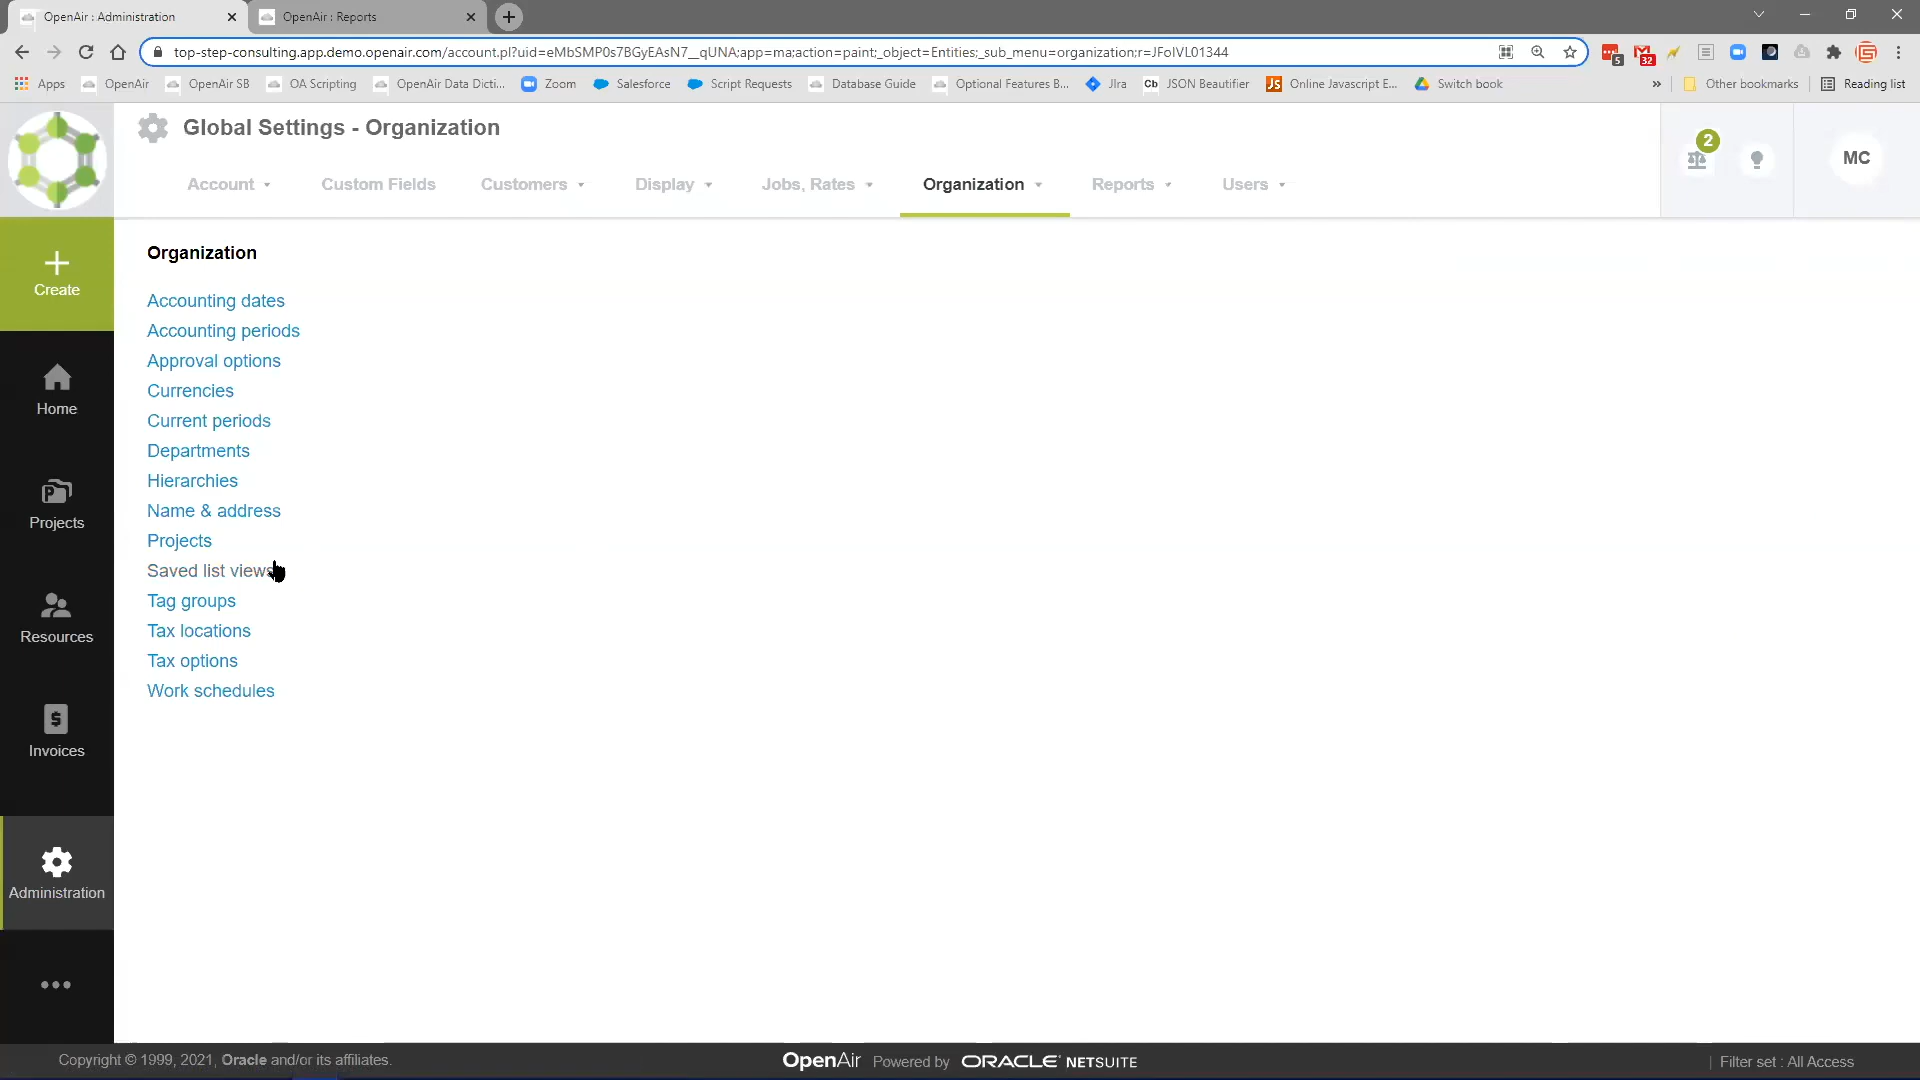 OpenAir : Administration
OpenAir : Reports
top-step-consulting.app.demo.openair.com/account.pl?uid=eMbSMP0s7BGyEAsN7__qUNA;app=ma;action=paint;_object=Entities;_sub_menu=organization;r=JFolVL01344
5
32
Apps OpenAir OpenAir SB OA Scripting OpenAir Data Dicti... Zoom Salesforce Script Requests Database Guide Optional Features B... Jira Cb JSON Beautifier JS Online Javascript E... Switch book » Other bookmarks Reading list
Global Settings - Organization
2
MC
Account Custom Fields Customers Display Jobs, Rates Organization Reports Users
Create
Home
P
Projects
Resources
$
Invoices
Administration
Organization
Accounting dates
Accounting periods
Approval options
Currencies
Current periods
Departments
Hierarchies
Name & address
Projects
Saved list views
Tag groups
Tax locations
Tax options
Work schedules
Copyright © 1999, 2021, Oracle and/or its affiliates.
OpenAir Powered by ORACLE NETSUITE
| Filter set : All Access